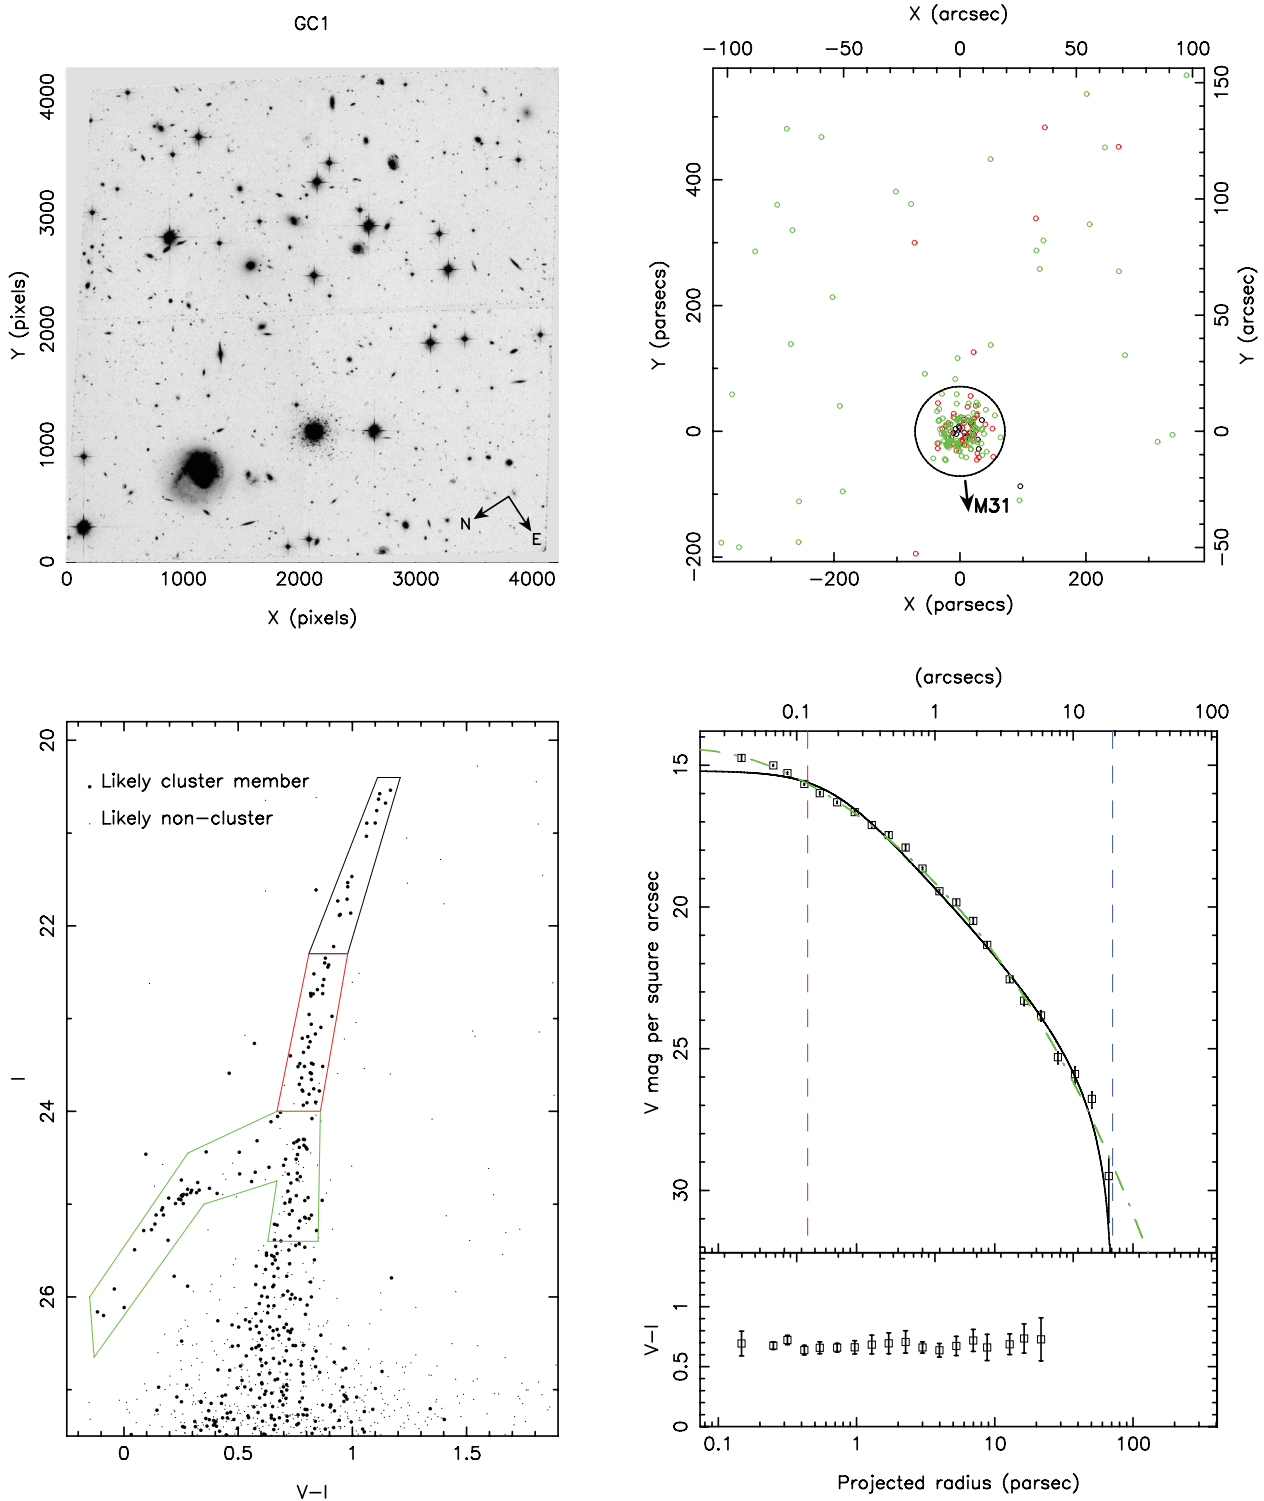 GC1
4000
3000
2000
1000
0
Y (pixels)
N
E
0 1000 2000 3000 4000
X (pixels)
X (arcsec)
−100 −50 0 50 100
400
200
0
−200
Y (parsecs)
150
100
50
0
−50
Y (arcsec)
M31
−200 0 200
X (parsecs)
20
22
24
26
I
Likely cluster member
Likely non−cluster
0 0.5 1 1.5
V−I
(arcsecs)
0.1 1 10 100
15
20
25
30
V mag per square arcsec
1
0.5
0
V−I
0.1 1 10 100
Projected radius (parsec)